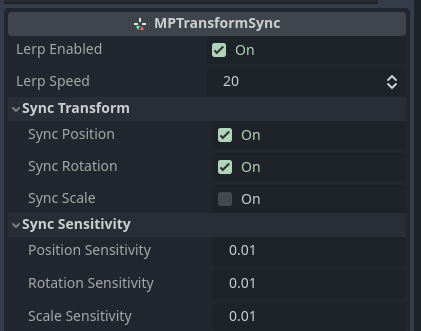 MPTransformSync
Lerp Enabled On
Lerp Speed 20
Sync Transform
Sync Position On
Sync Rotation On
Sync Scale On
Sync Sensitivity
Position Sensitivity 0.01
Rotation Sensitivity 0.01
Scale Sensitivity 0.01